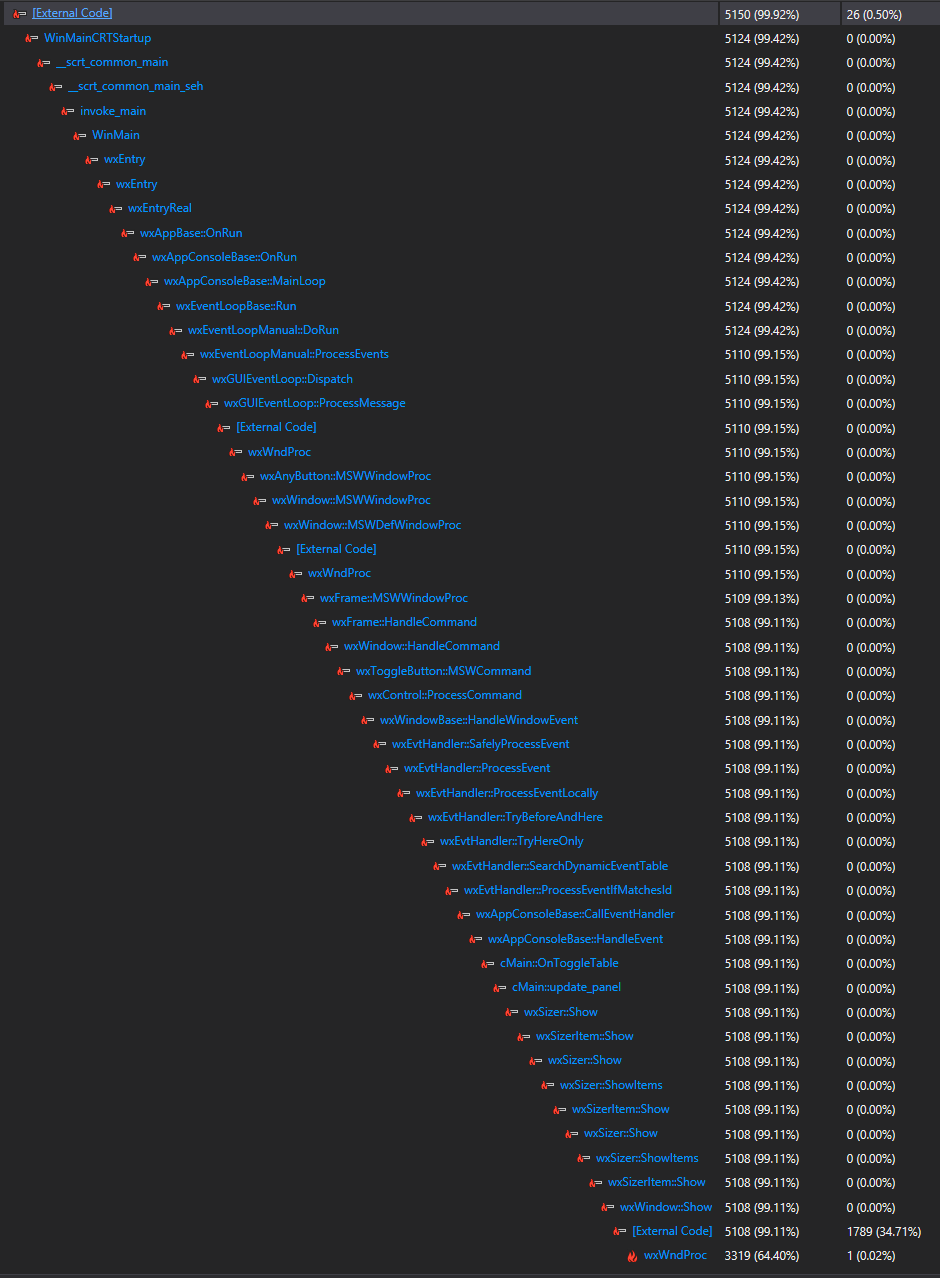 [External Code] 5150 (99.92%) 26 (0.50%)
WinMainCRTStartup 5124 (99.42%) 0 (0.00%)
__scrt_common_main 5124 (99.42%) 0 (0.00%)
__scrt_common_main_seh 5124 (99.42%) 0 (0.00%)
invoke_main 5124 (99.42%) 0 (0.00%)
WinMain 5124 (99.42%) 0 (0.00%)
wxEntry 5124 (99.42%) 0 (0.00%)
wxEntry 5124 (99.42%) 0 (0.00%)
wxEntryReal 5124 (99.42%) 0 (0.00%)
wxAppBase::OnRun 5124 (99.42%) 0 (0.00%)
wxAppConsoleBase::OnRun 5124 (99.42%) 0 (0.00%)
wxAppConsoleBase::MainLoop 5124 (99.42%) 0 (0.00%)
wxEventLoopBase::Run 5124 (99.42%) 0 (0.00%)
wxEventLoopManual::DoRun 5124 (99.42%) 0 (0.00%)
wxEventLoopManual::ProcessEvents 5110 (99.15%) 0 (0.00%)
wxGUIEventLoop::Dispatch 5110 (99.15%) 0 (0.00%)
wxGUIEventLoop::ProcessMessage 5110 (99.15%) 0 (0.00%)
[External Code] 5110 (99.15%) 0 (0.00%)
wxWndProc 5110 (99.15%) 0 (0.00%)
wxAnyButton::MSWWindowProc 5110 (99.15%) 0 (0.00%)
wxWindow::MSWWindowProc 5110 (99.15%) 0 (0.00%)
wxWindow::MSWDefWindowProc 5110 (99.15%) 0 (0.00%)
[External Code] 5110 (99.15%) 0 (0.00%)
wxWndProc 5110 (99.15%) 0 (0.00%)
wxFrame::MSWWindowProc 5109 (99.13%) 0 (0.00%)
wxFrame::HandleCommand 5108 (99.11%) 0 (0.00%)
wxWindow::HandleCommand 5108 (99.11%) 0 (0.00%)
wxToggleButton::MSWCommand 5108 (99.11%) 0 (0.00%)
wxControl::ProcessCommand 5108 (99.11%) 0 (0.00%)
wxWindowBase::HandleWindowEvent 5108 (99.11%) 0 (0.00%)
wxEvtHandler::SafelyProcessEvent 5108 (99.11%) 0 (0.00%)
wxEvtHandler::ProcessEvent 5108 (99.11%) 0 (0.00%)
wxEvtHandler::ProcessEventLocally 5108 (99.11%) 0 (0.00%)
wxEvtHandler::TryBeforeAndHere 5108 (99.11%) 0 (0.00%)
wxEvtHandler::TryHereOnly 5108 (99.11%) 0 (0.00%)
wxEvtHandler::SearchDynamicEventTable 5108 (99.11%) 0 (0.00%)
wxEvtHandler::ProcessEventIfMatchesId 5108 (99.11%) 0 (0.00%)
wxAppConsoleBase::CallEventHandler 5108 (99.11%) 0 (0.00%)
wxAppConsoleBase::HandleEvent 5108 (99.11%) 0 (0.00%)
cMain::OnToggleTable 5108 (99.11%) 0 (0.00%)
cMain::update_panel 5108 (99.11%) 0 (0.00%)
wxSizer::Show 5108 (99.11%) 0 (0.00%)
wxSizerItem::Show 5108 (99.11%) 0 (0.00%)
wxSizer::Show 5108 (99.11%) 0 (0.00%)
wxSizer::ShowItems 5108 (99.11%) 0 (0.00%)
wxSizerItem::Show 5108 (99.11%) 0 (0.00%)
wxSizer::Show 5108 (99.11%) 0 (0.00%)
wxSizer::ShowItems 5108 (99.11%) 0 (0.00%)
wxSizerItem::Show 5108 (99.11%) 0 (0.00%)
wxWindow::Show 5108 (99.11%) 0 (0.00%)
[External Code] 5108 (99.11%) 1789 (34.71%)
wxWndProc 3319 (64.40%) 1 (0.02%)